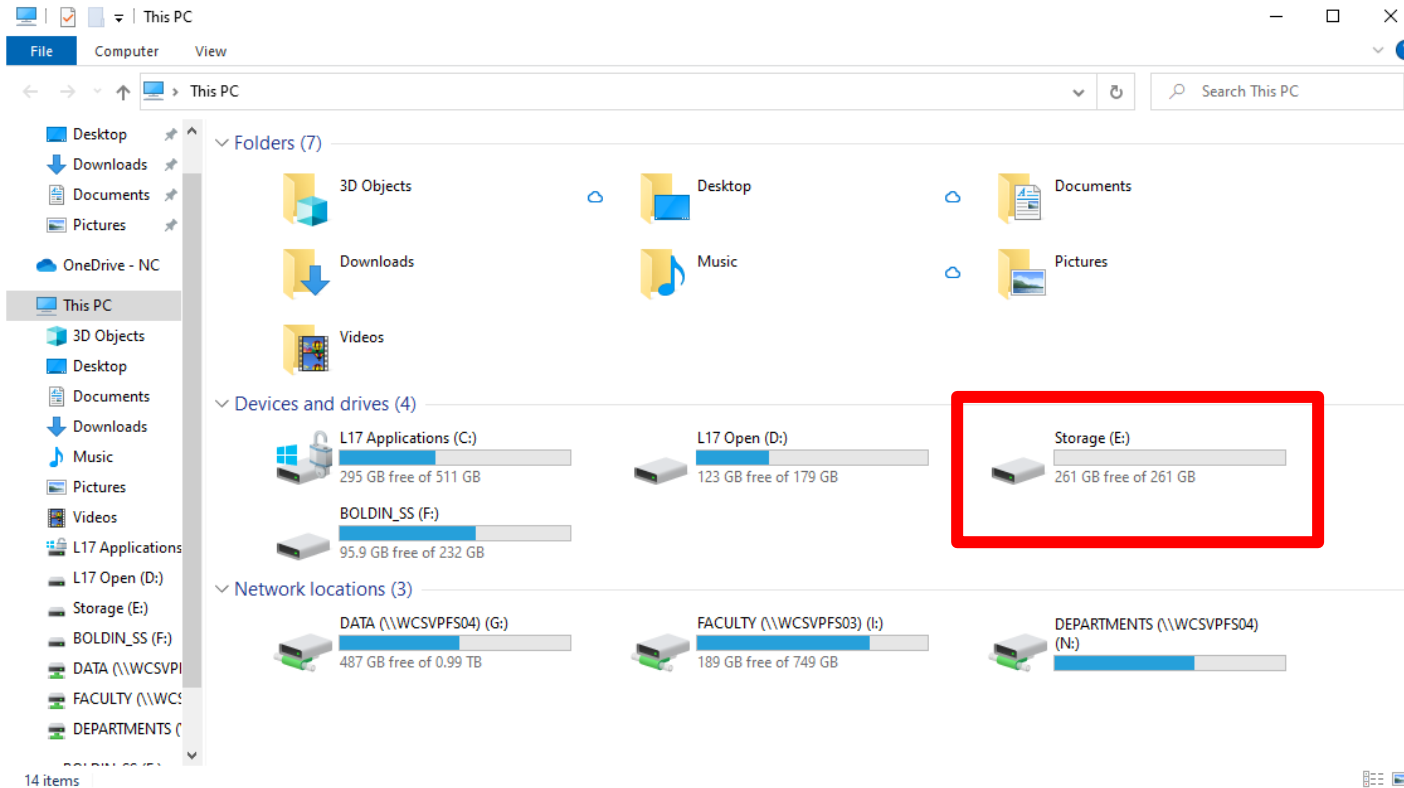 This PC
File Computer View
This PC
Search This PC
Desktop
Downloads
Documents
Pictures
OneDrive - NC
This PC
3D Objects
Desktop
Documents
Downloads
Music
Pictures
Videos
L17 Applications
L17 Open (D:)
Storage (E:)
BOLDIN_SS (F:)
DATA (\\WCSVPI
FACULTY (\\WCS
DEPARTMENTS (
Folders (7)
3D Objects
Desktop
Documents
Downloads
Music
Pictures
Videos
Devices and drives (4)
L17 Applications (C:)
295 GB free of 511 GB
L17 Open (D:)
123 GB free of 179 GB
Storage (E:)
261 GB free of 261 GB
BOLDIN_SS (F:)
95.9 GB free of 232 GB
Network locations (3)
DATA (\\WCSVPFS04) (G:)
487 GB free of 0.99 TB
FACULTY (\\WCSVPFS03) (I:)
189 GB free of 749 GB
DEPARTMENTS (\\WCSVPFS04)
(N:)
14 items